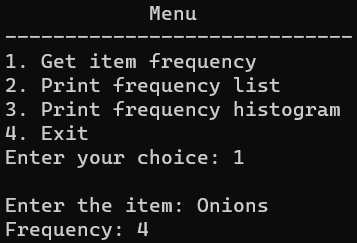 Menu
-----------------------------
1. Get item frequency
2. Print frequency list
3. Print frequency histogram
4. Exit
Enter your choice: 1
Enter the item: Onions
Frequency: 4